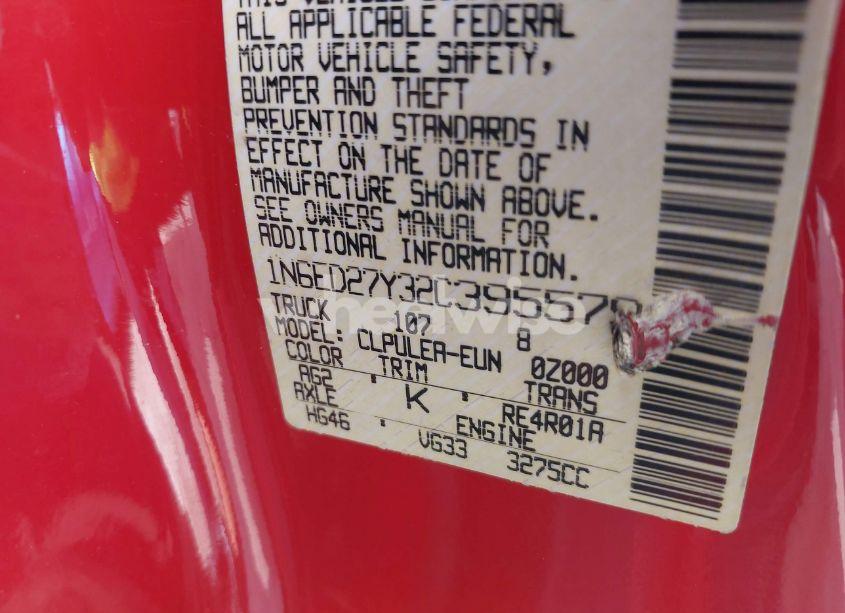 ALL APPLICABLE FEDERAL
MOTOR VEHICLE SAFETY,
BUMPER AND THEFT
PREVENTION STANDARDS IN
EFFECT ON THE DATE OF
MANUFACTURE SHOWN ABOVE.
SEE OWNERS MANUAL FOR
ADDITIONAL INFORMATION.
1N6ED27Y32C39557
TRUCK 107 8
MODEL: CLPULEA-EUN 0Z000
COLOR TRIM TRANS
AG2 K RE4R01A
AXLE ENGINE
HG46 VG33 3275CC